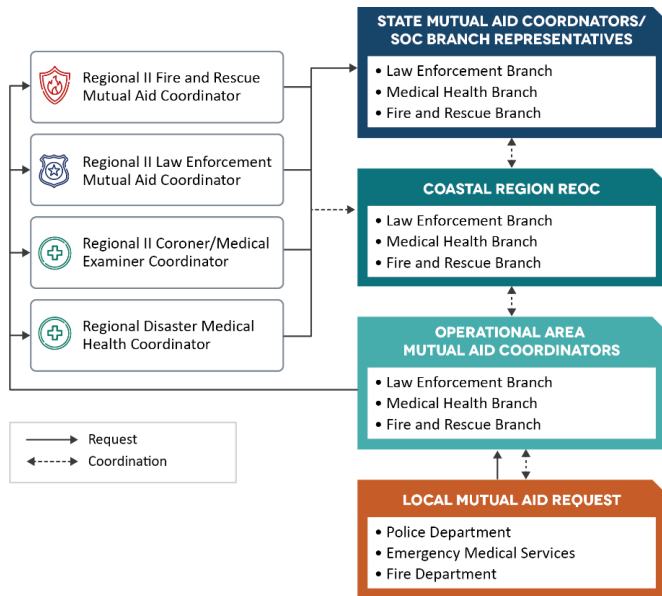 STATE MUTUAL AID COORDNATORS/
SOC BRANCH REPRESENTATIVES
• Law Enforcement Branch
• Medical Health Branch
• Fire and Rescue Branch
Regional II Fire and Rescue
Mutual Aid Coordinator
Regional II Law Enforcement
Mutual Aid Coordinator
Regional II Coroner/Medical
Examiner Coordinator
Regional Disaster Medical
Health Coordinator
COASTAL REGION REOC
• Law Enforcement Branch
• Medical Health Branch
• Fire and Rescue Branch
OPERATIONAL AREA
MUTUAL AID COORDINATORS
• Law Enforcement Branch
• Medical Health Branch
• Fire and Rescue Branch
Request
Coordination
LOCAL MUTUAL AID REQUEST
• Police Department
• Emergency Medical Services
• Fire Department